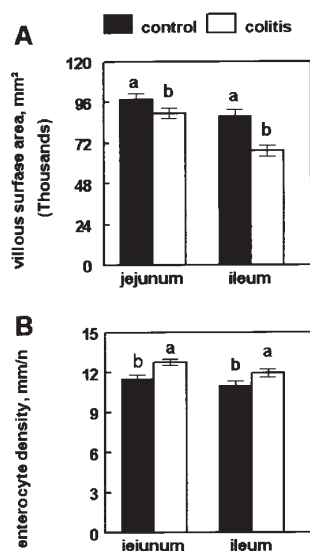 control colitis
A
villous surface area, mm²
(Thousands)
120
96
72
48
24
0
a b a b
jejunum ileum
B
enterocyte density, mm/n
15
12
9
6
3
0
b a b a
jejunum ileum